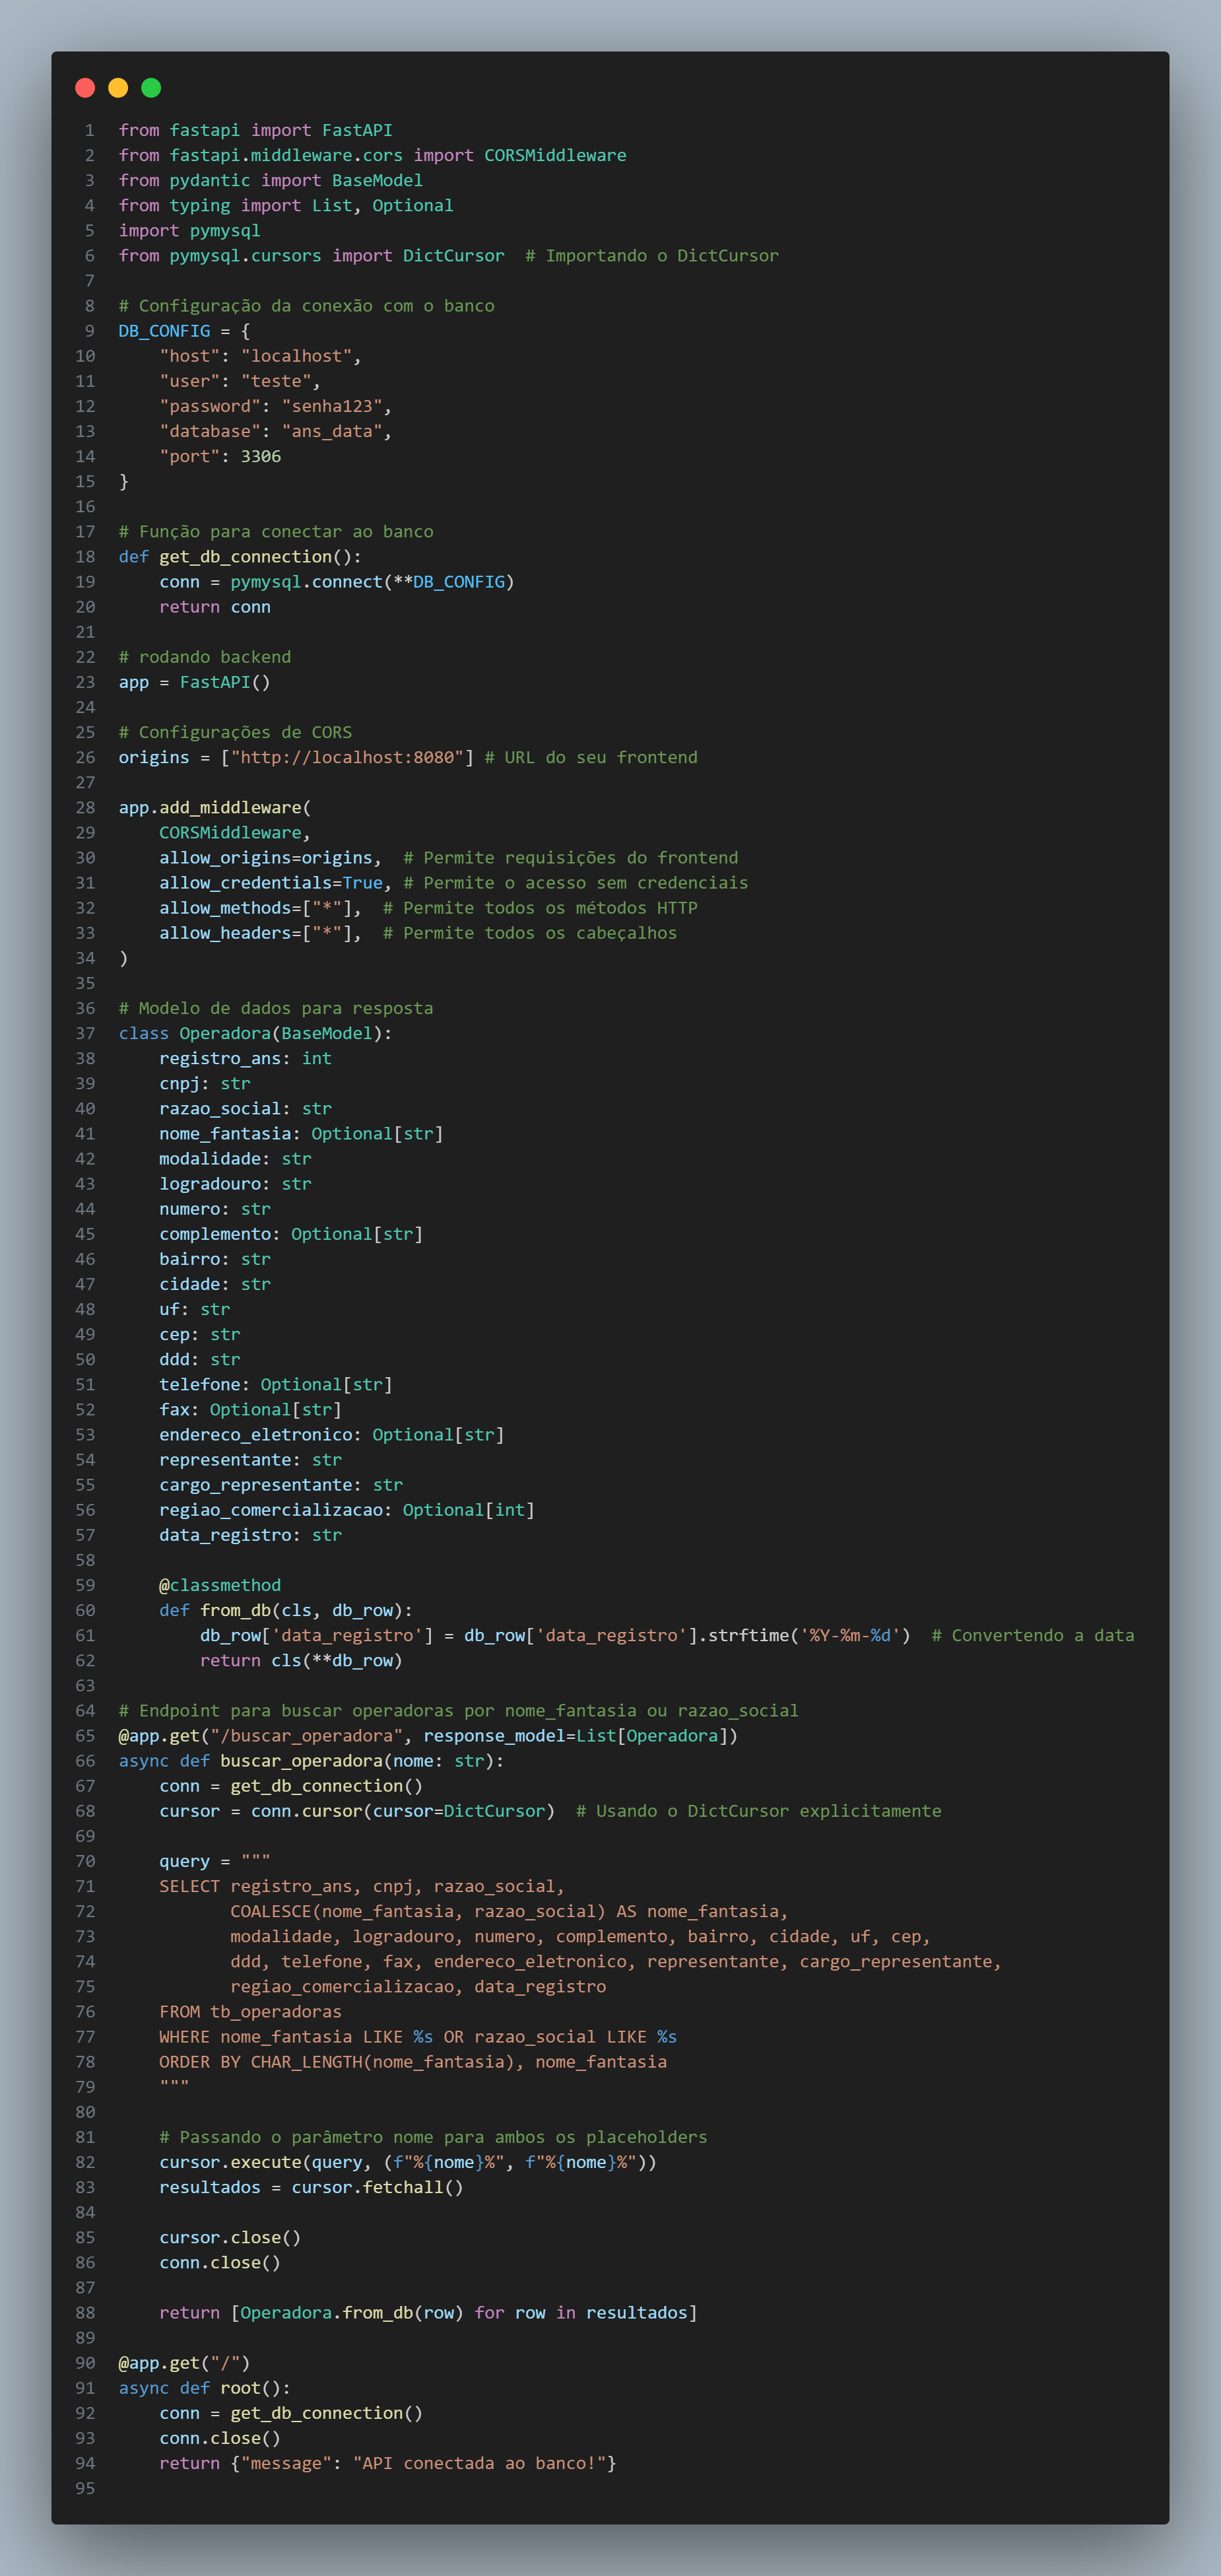 1 from fastapi import FastAPI
2 from fastapi.middleware.cors import CORSMiddleware
3 from pydantic import BaseModel
4 from typing import List, Optional
5 import pymysql
6 from pymysql.cursors import DictCursor  # Importando o DictCursor
7
8 # Configuração da conexão com o banco
9 DB_CONFIG = {
10     "host": "localhost",
11     "user": "teste",
12     "password": "senha123",
13     "database": "ans_data",
14     "port": 3306
15 }
16
17 # Função para conectar ao banco
18 def get_db_connection():
19     conn = pymysql.connect(**DB_CONFIG)
20     return conn
21
22 # rodando backend
23 app = FastAPI()
24
25 # Configurações de CORS
26 origins = ["http://localhost:8080"] # URL do seu frontend
27
28 app.add_middleware(
29     CORSMiddleware,
30     allow_origins=origins,  # Permite requisições do frontend
31     allow_credentials=True, # Permite o acesso sem credenciais
32     allow_methods=["*"],  # Permite todos os métodos HTTP
33     allow_headers=["*"],  # Permite todos os cabeçalhos
34 )
35
36 # Modelo de dados para resposta
37 class Operadora(BaseModel):
38     registro_ans: int
39     cnpj: str
40     razao_social: str
41     nome_fantasia: Optional[str]
42     modalidade: str
43     logradouro: str
44     numero: str
45     complemento: Optional[str]
46     bairro: str
47     cidade: str
48     uf: str
49     cep: str
50     ddd: str
51     telefone: Optional[str]
52     fax: Optional[str]
53     endereco_eletronico: Optional[str]
54     representante: str
55     cargo_representante: str
56     regiao_comercializacao: Optional[int]
57     data_registro: str
58
59     @classmethod
60     def from_db(cls, db_row):
61         db_row['data_registro'] = db_row['data_registro'].strftime('%Y-%m-%d')  # Convertendo a data
62         return cls(**db_row)
63
64 # Endpoint para buscar operadoras por nome_fantasia ou razao_social
65 @app.get("/buscar_operadora", response_model=List[Operadora])
66 async def buscar_operadora(nome: str):
67     conn = get_db_connection()
68     cursor = conn.cursor(cursor=DictCursor)  # Usando o DictCursor explicitamente
69
70     query = """
71     SELECT registro_ans, cnpj, razao_social,
72            COALESCE(nome_fantasia, razao_social) AS nome_fantasia,
73            modalidade, logradouro, numero, complemento, bairro, cidade, uf, cep,
74            ddd, telefone, fax, endereco_eletronico, representante, cargo_representante,
75            regiao_comercializacao, data_registro
76     FROM tb_operadoras
77     WHERE nome_fantasia LIKE %s OR razao_social LIKE %s
78     ORDER BY CHAR_LENGTH(nome_fantasia), nome_fantasia
79     """
80
81     # Passando o parâmetro nome para ambos os placeholders
82     cursor.execute(query, (f"%{nome}%", f"%{nome}%"))
83     resultados = cursor.fetchall()
84
85     cursor.close()
86     conn.close()
87
88     return [Operadora.from_db(row) for row in resultados]
89
90 @app.get("/")
91 async def root():
92     conn = get_db_connection()
93     conn.close()
94     return {"message": "API conectada ao banco!"}
95